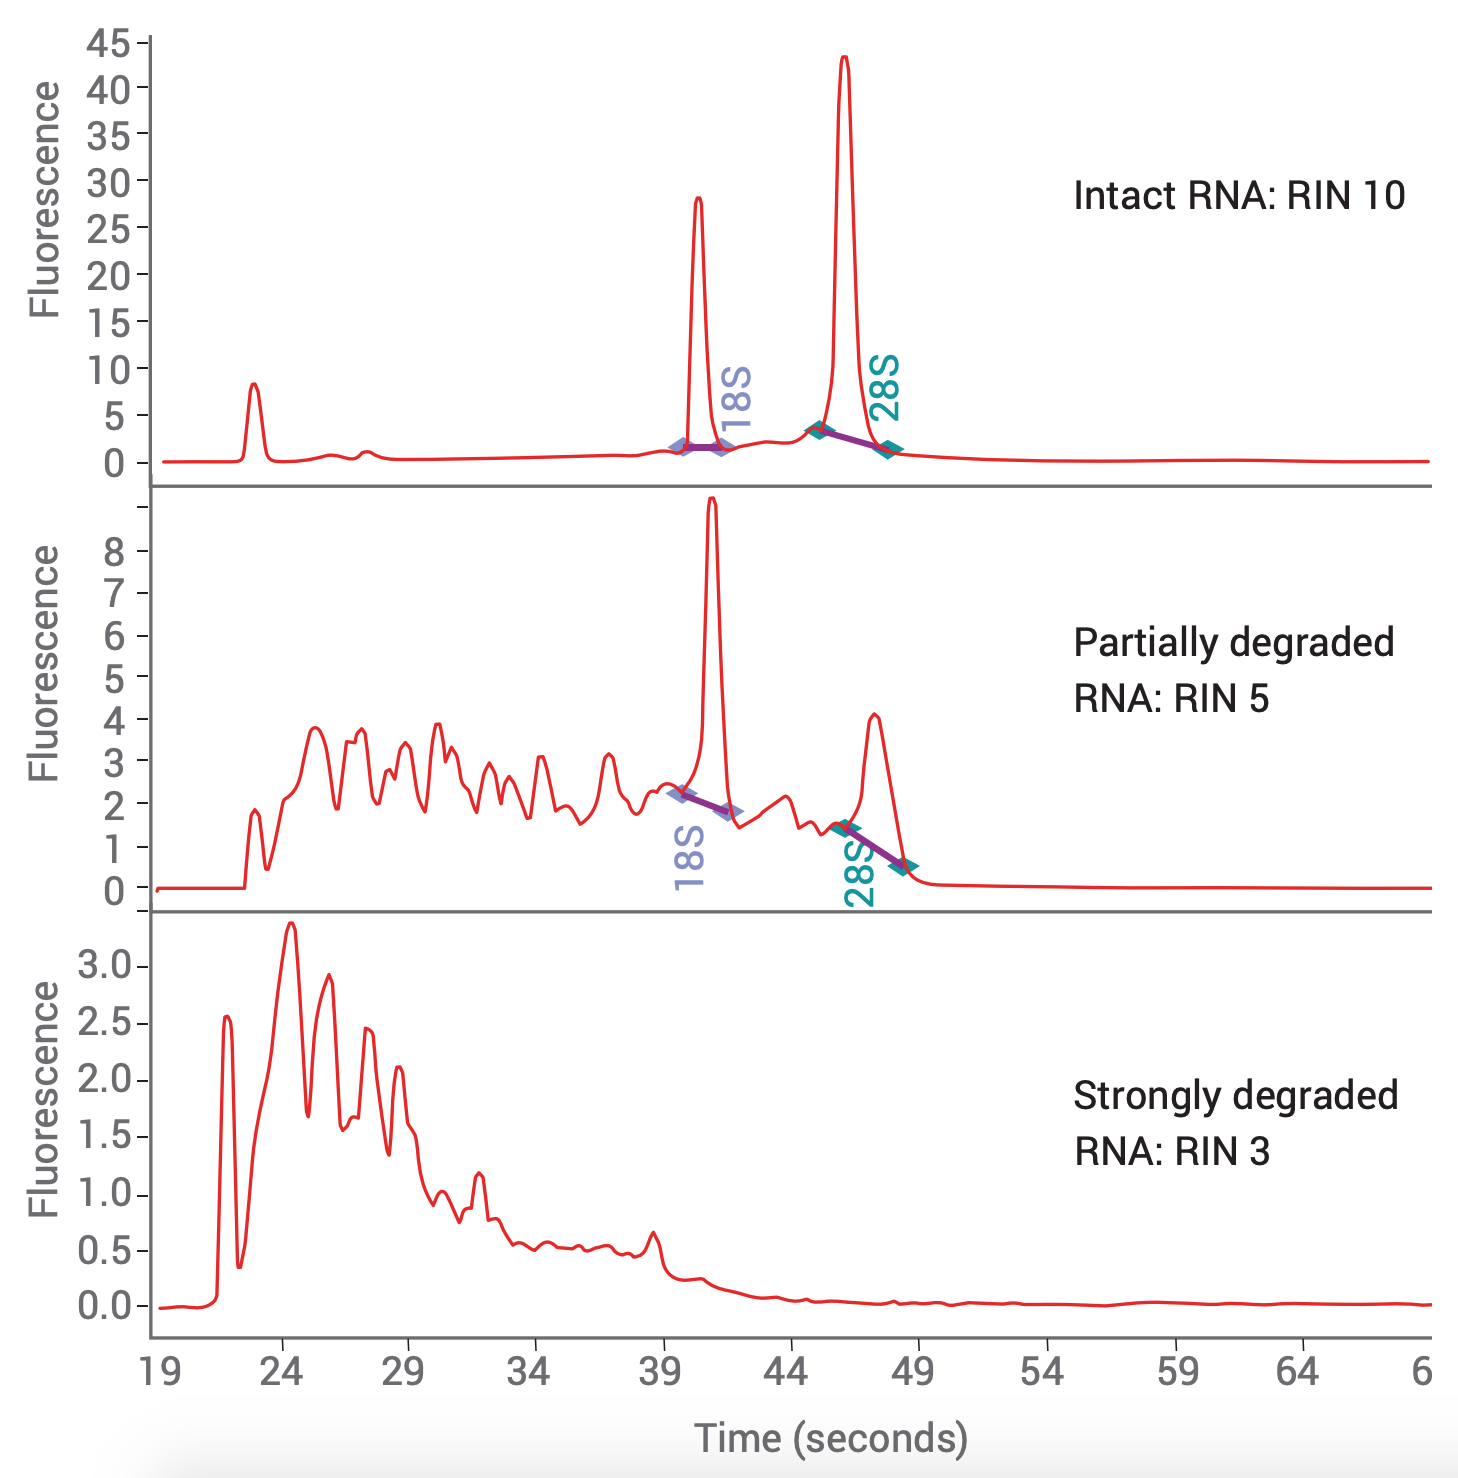 Fluorescence
45
40
35
30
25
20
15
10
5
0
Intact RNA: RIN 10
18S
28S
Fluorescence
8
7
6
5
4
3
2
1
0
Partially degraded
RNA: RIN 5
18S
28S
Fluorescence
3.0
2.5
2.0
1.5
1.0
0.5
0.0
Strongly degraded
RNA: RIN 3
19 24 29 34 39 44 49 54 59 64 6
Time (seconds)